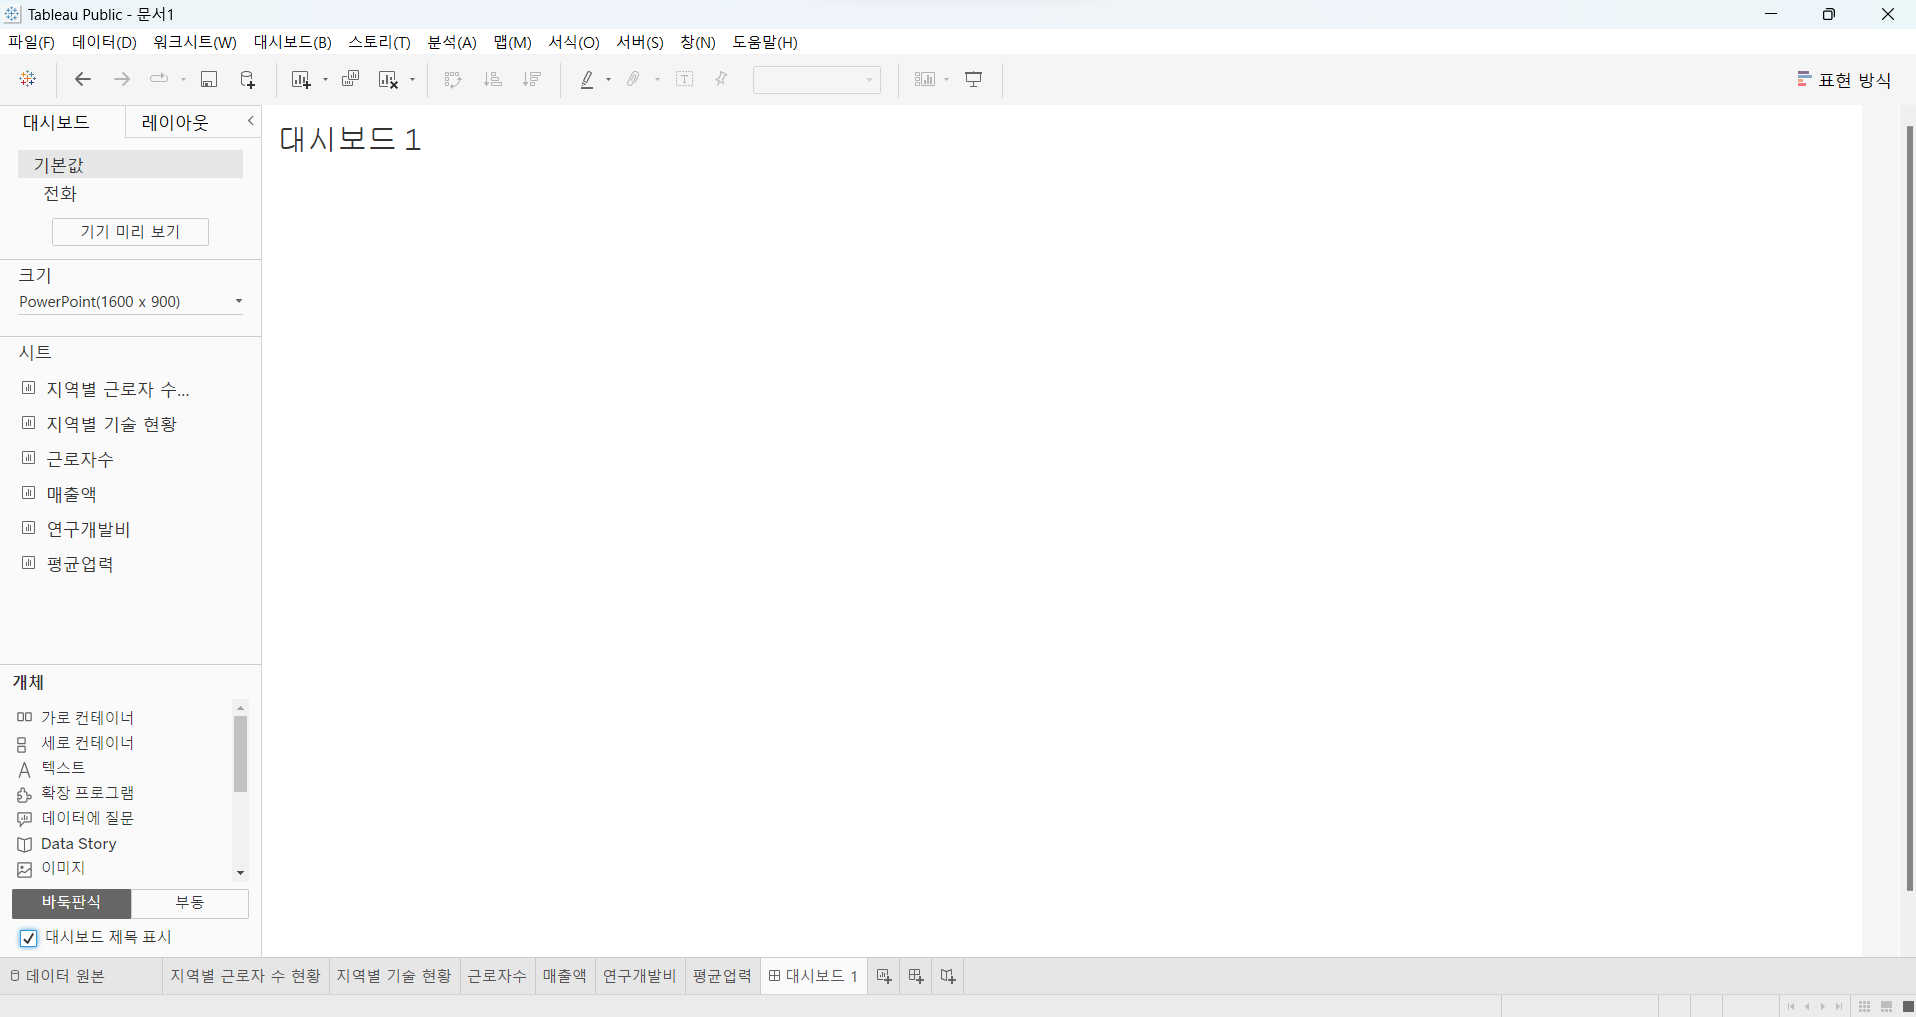 Tableau Public - 문서1
파일(F) 데이터(D) 워크시트(W) 대시보드(B) 스토리(T) 분석(A) 맵(M) 서식(O) 서버(S) 창(N) 도움말(H)
표현 방식
대시보드 레이아웃
기본값
전화
기기 미리 보기
크기
PowerPoint(1600 x 900)
시트
지역별 근로자 수...
지역별 기술 현황
근로자수
매출액
연구개발비
평균업력
개체
가로 컨테이너
세로 컨테이너
텍스트
확장 프로그램
데이터에 질문
Data Story
이미지
바둑판식 부동
대시보드 제목 표시
대시보드 1
데이터 원본 지역별 근로자 수 현황 지역별 기술 현황 근로자수 매출액 연구개발비 평균업력 대시보드 1